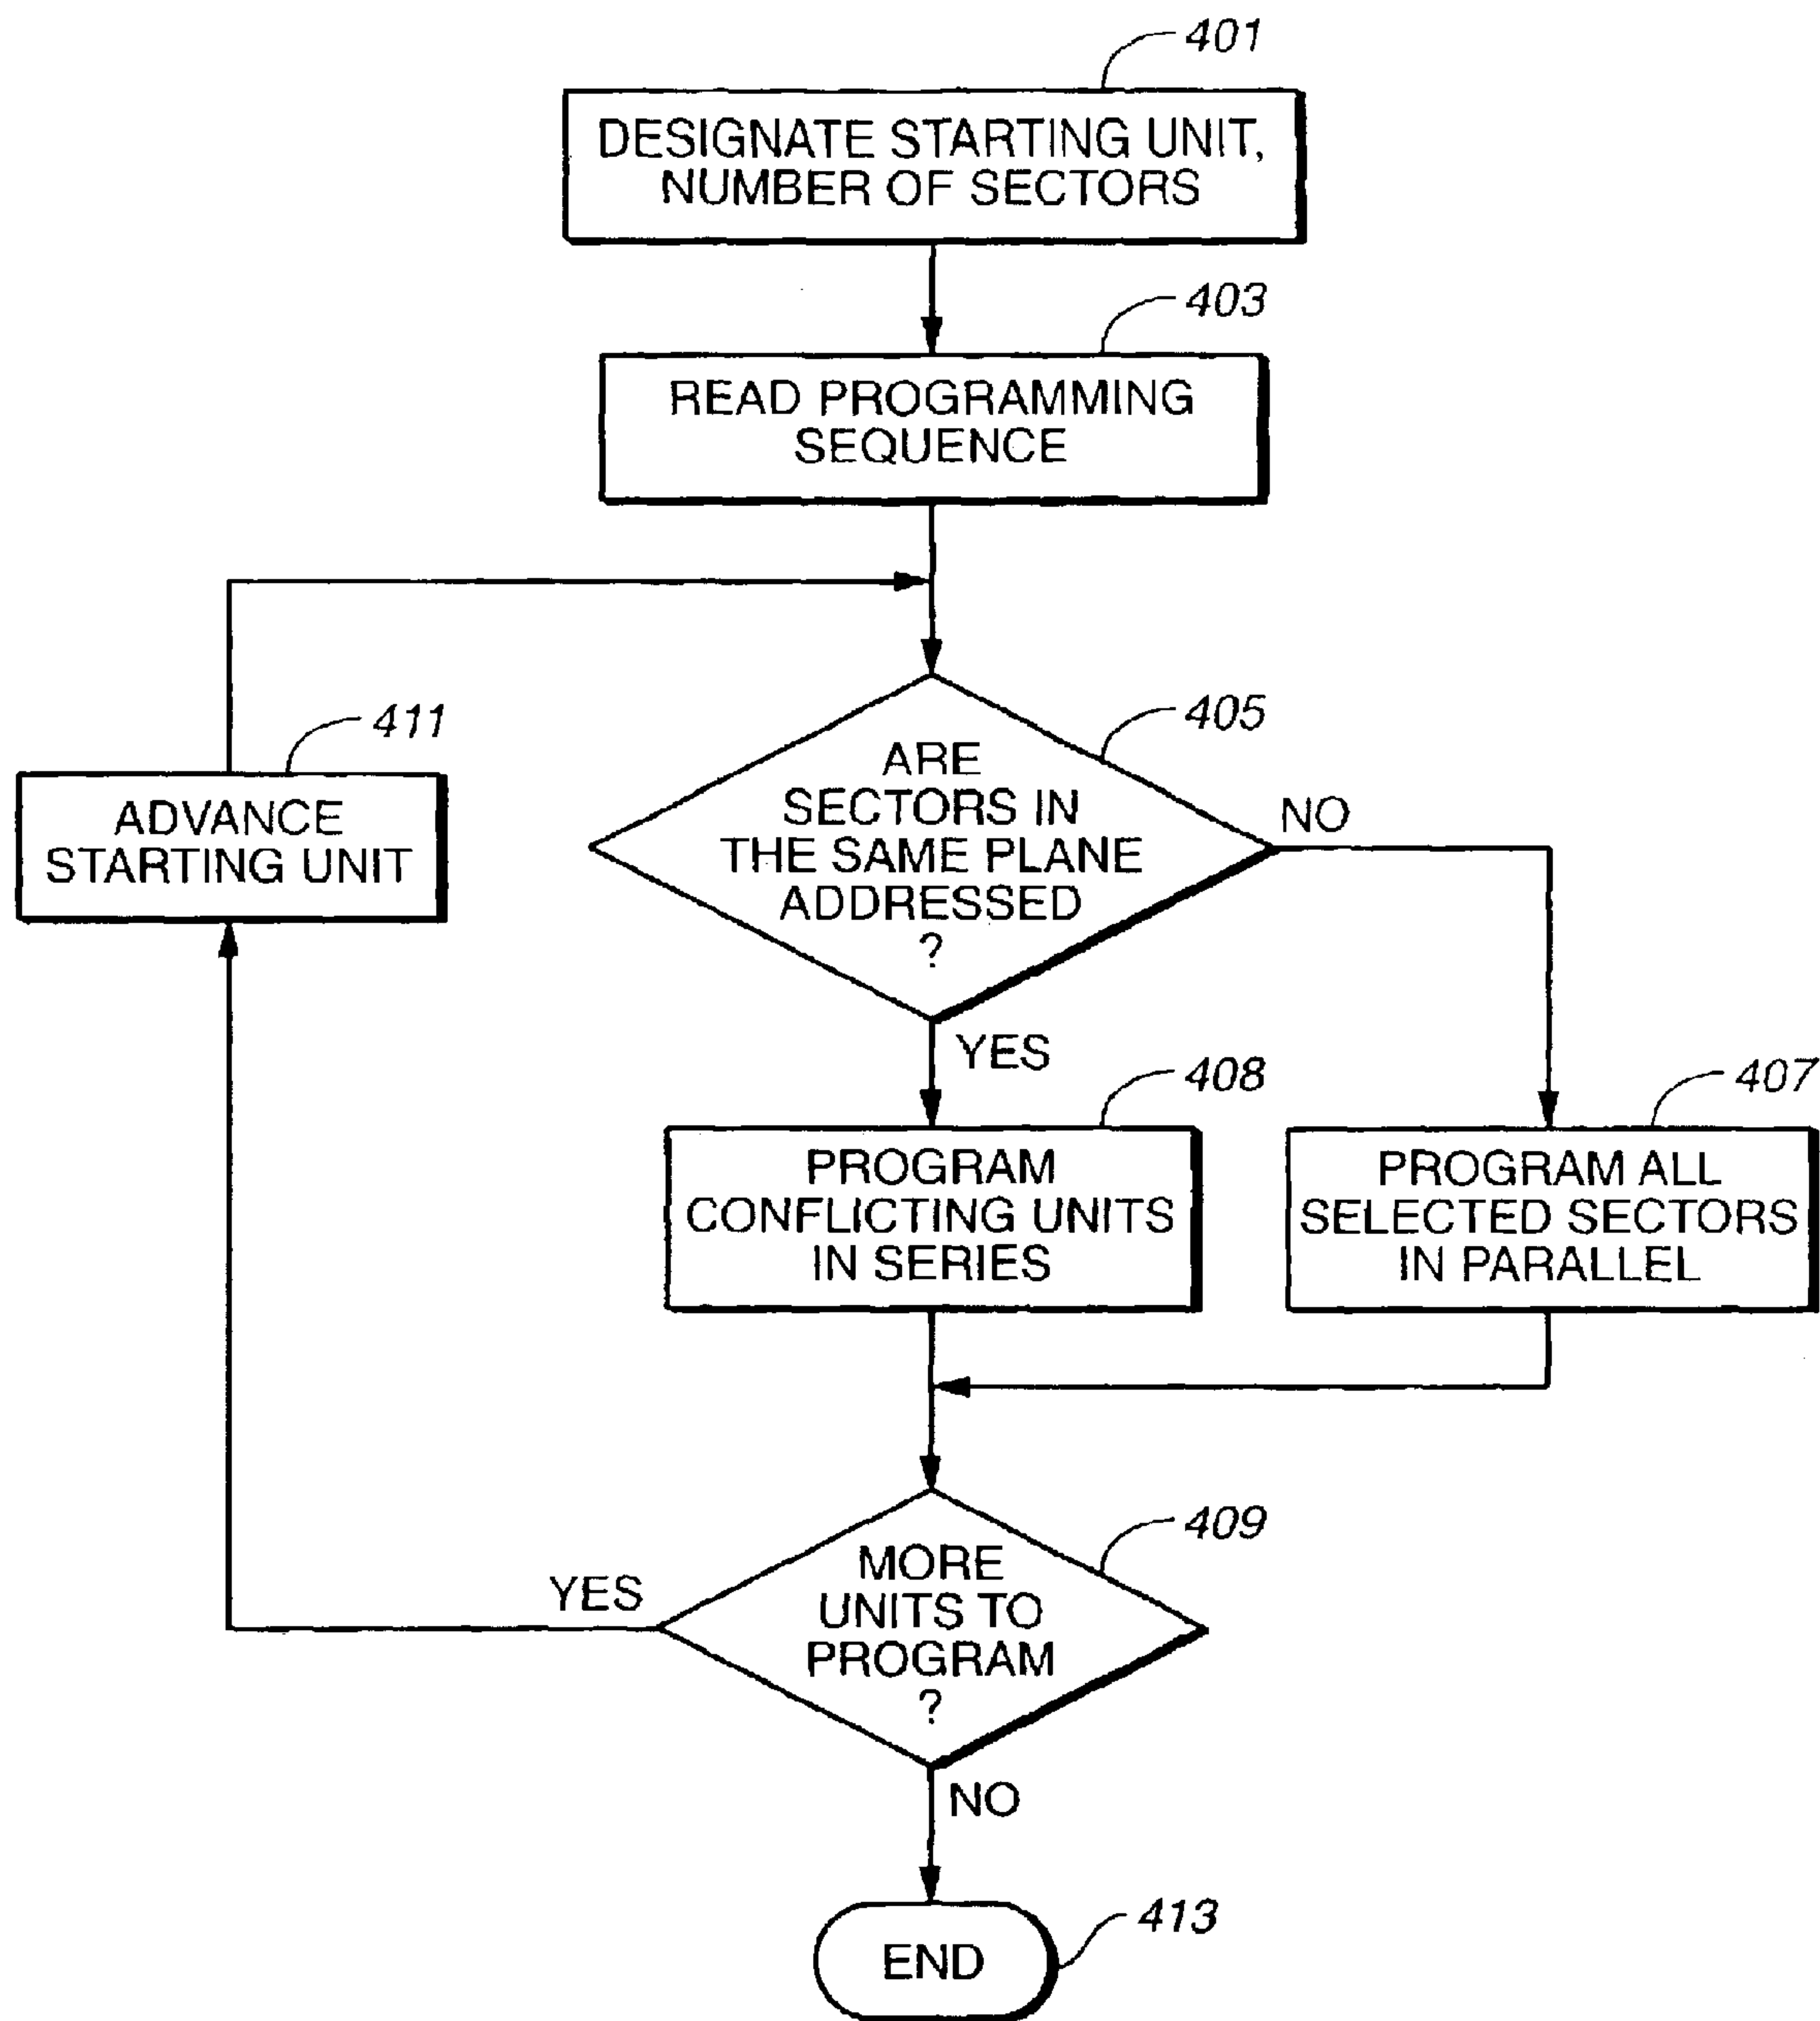 401
DESIGNATE STARTING UNIT,
NUMBER OF SECTORS
403
READ PROGRAMMING
SEQUENCE
405
ARE
SECTORS IN
THE SAME PLANE
ADDRESSED
?
NO
YES
411
ADVANCE
STARTING UNIT
408
PROGRAM
CONFLICTING UNITS
IN SERIES
407
PROGRAM ALL
SELECTED SECTORS
IN PARALLEL
409
MORE
UNITS TO
PROGRAM
?
YES
NO
413
END